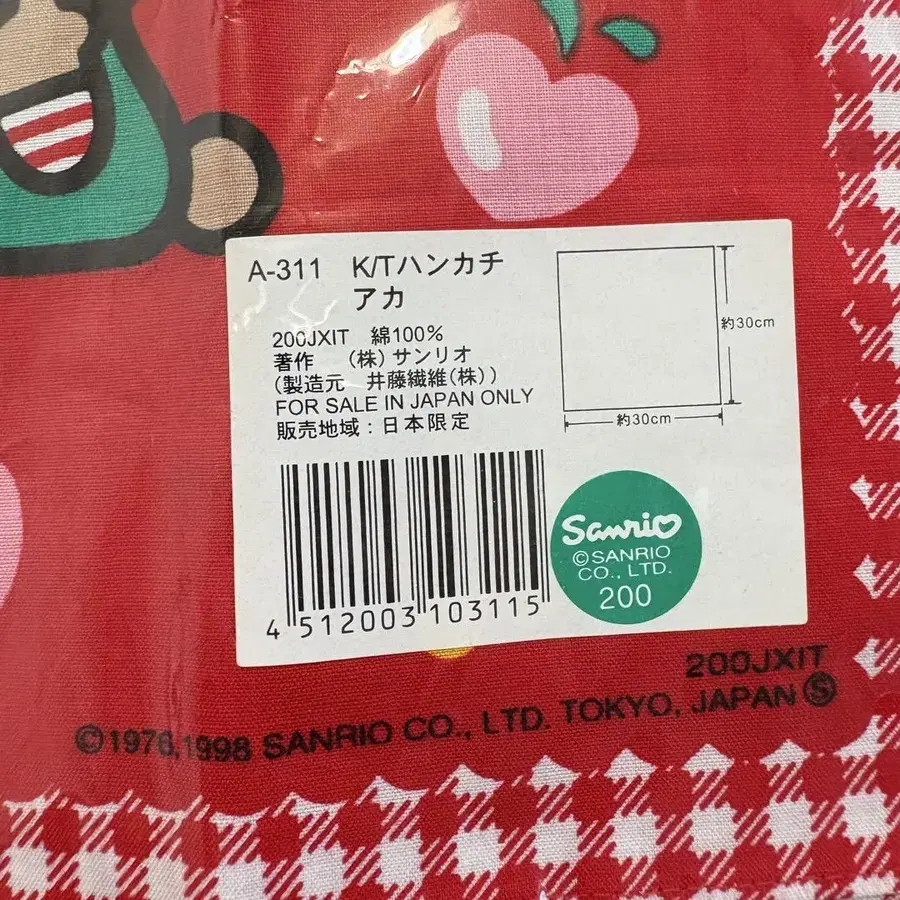 A-311 K/Tハンカチ
アカ
200JXIT 綿100%
著作 (株)サンリオ
(製造元 井藤繊維(株))
FOR SALE IN JAPAN ONLY
販売地域:日本限定
約30cm
約30cm
4 512003 103115
Sanrio
©SANRIO
CO., LTD.
200
200JXIT
©1976,1998 SANRIO CO., LTD. TOKYO, JAPAN Ⓢ